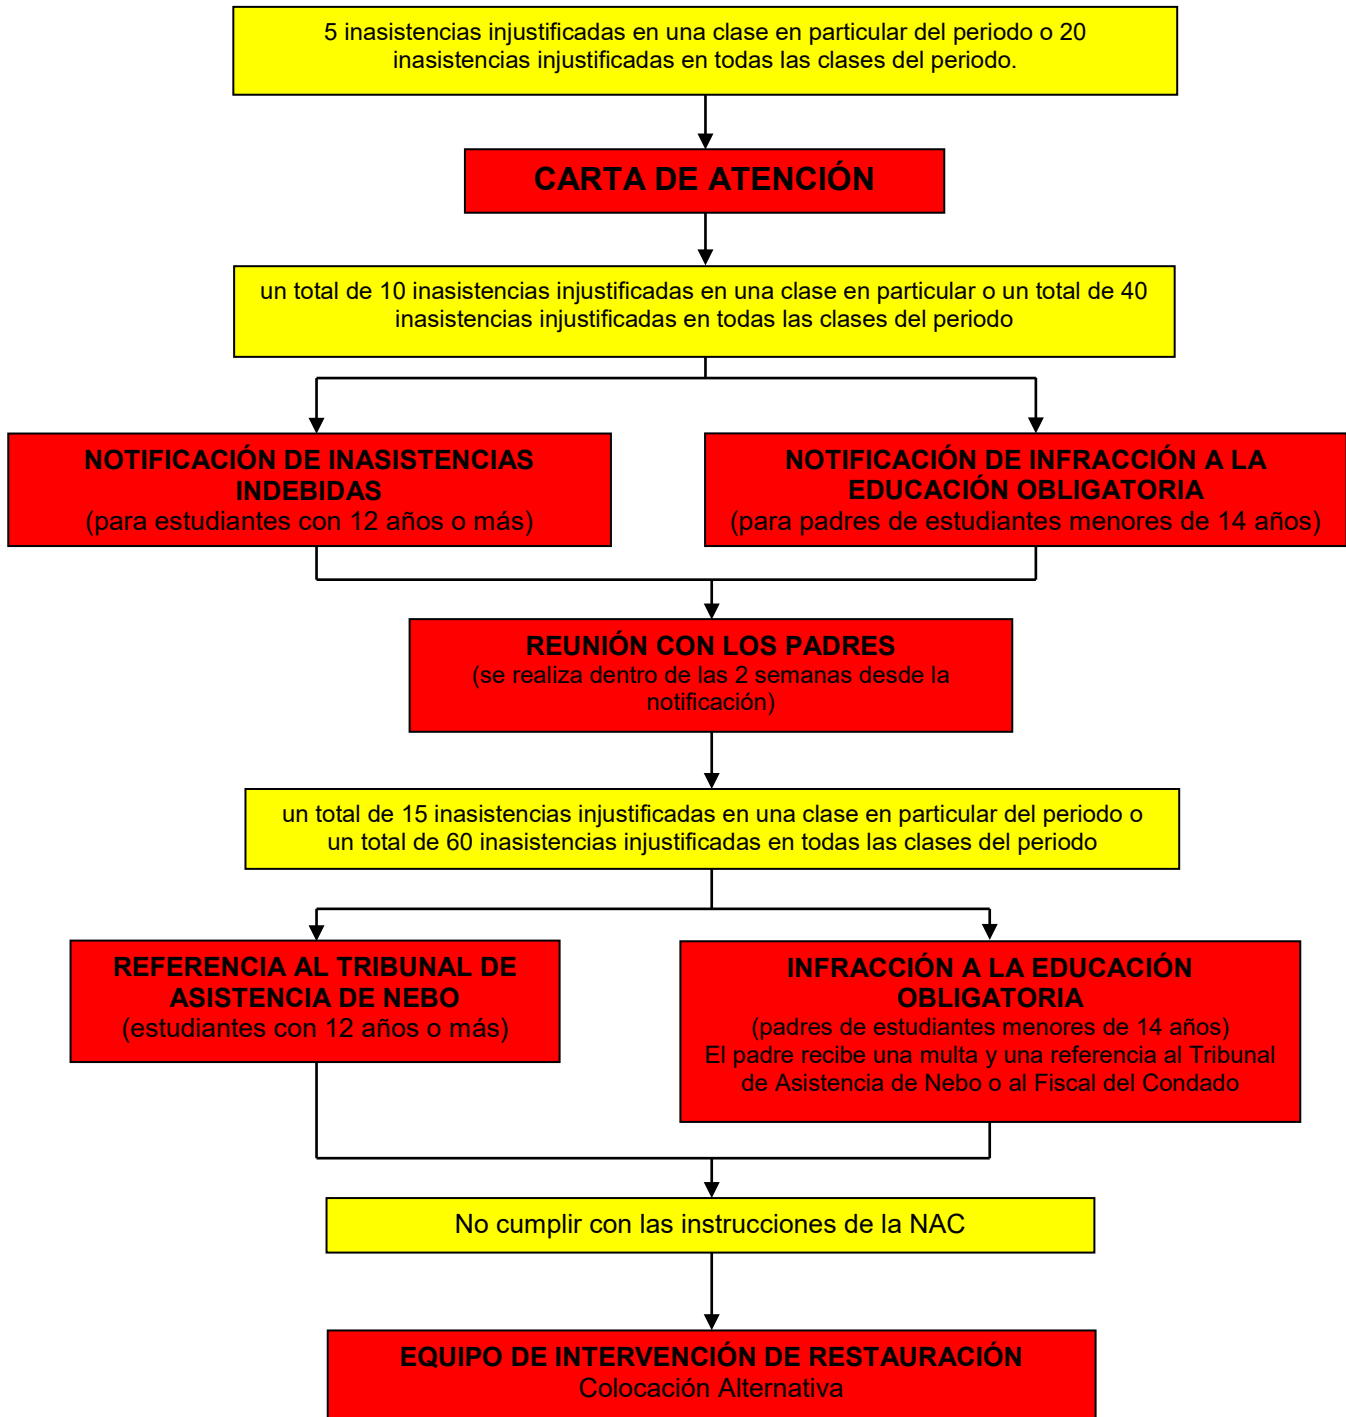 5 inasistencias injustificadas en una clase en particular del periodo o 20
inasistencias injustificadas en todas las clases del periodo.
CARTA DE ATENCIÓN
un total de 10 inasistencias injustificadas en una clase en particular o un total de 40
inasistencias injustificadas en todas las clases del periodo
NOTIFICACIÓN DE INASISTENCIAS
INDEBIDAS
(para estudiantes con 12 años o más)
NOTIFICACIÓN DE INFRACCIÓN A LA
EDUCACIÓN OBLIGATORIA
(para padres de estudiantes menores de 14 años)
REUNIÓN CON LOS PADRES
(se realiza dentro de las 2 semanas desde la
notificación)
un total de 15 inasistencias injustificadas en una clase en particular del periodo o
un total de 60 inasistencias injustificadas en todas las clases del periodo
REFERENCIA AL TRIBUNAL DE
ASISTENCIA DE NEBO
(estudiantes con 12 años o más)
INFRACCIÓN A LA EDUCACIÓN
OBLIGATORIA
(padres de estudiantes menores de 14 años)
El padre recibe una multa y una referencia al Tribunal
de Asistencia de Nebo o al Fiscal del Condado
No cumplir con las instrucciones de la NAC
EQUIPO DE INTERVENCIÓN DE RESTAURACIÓN
Colocación Alternativa